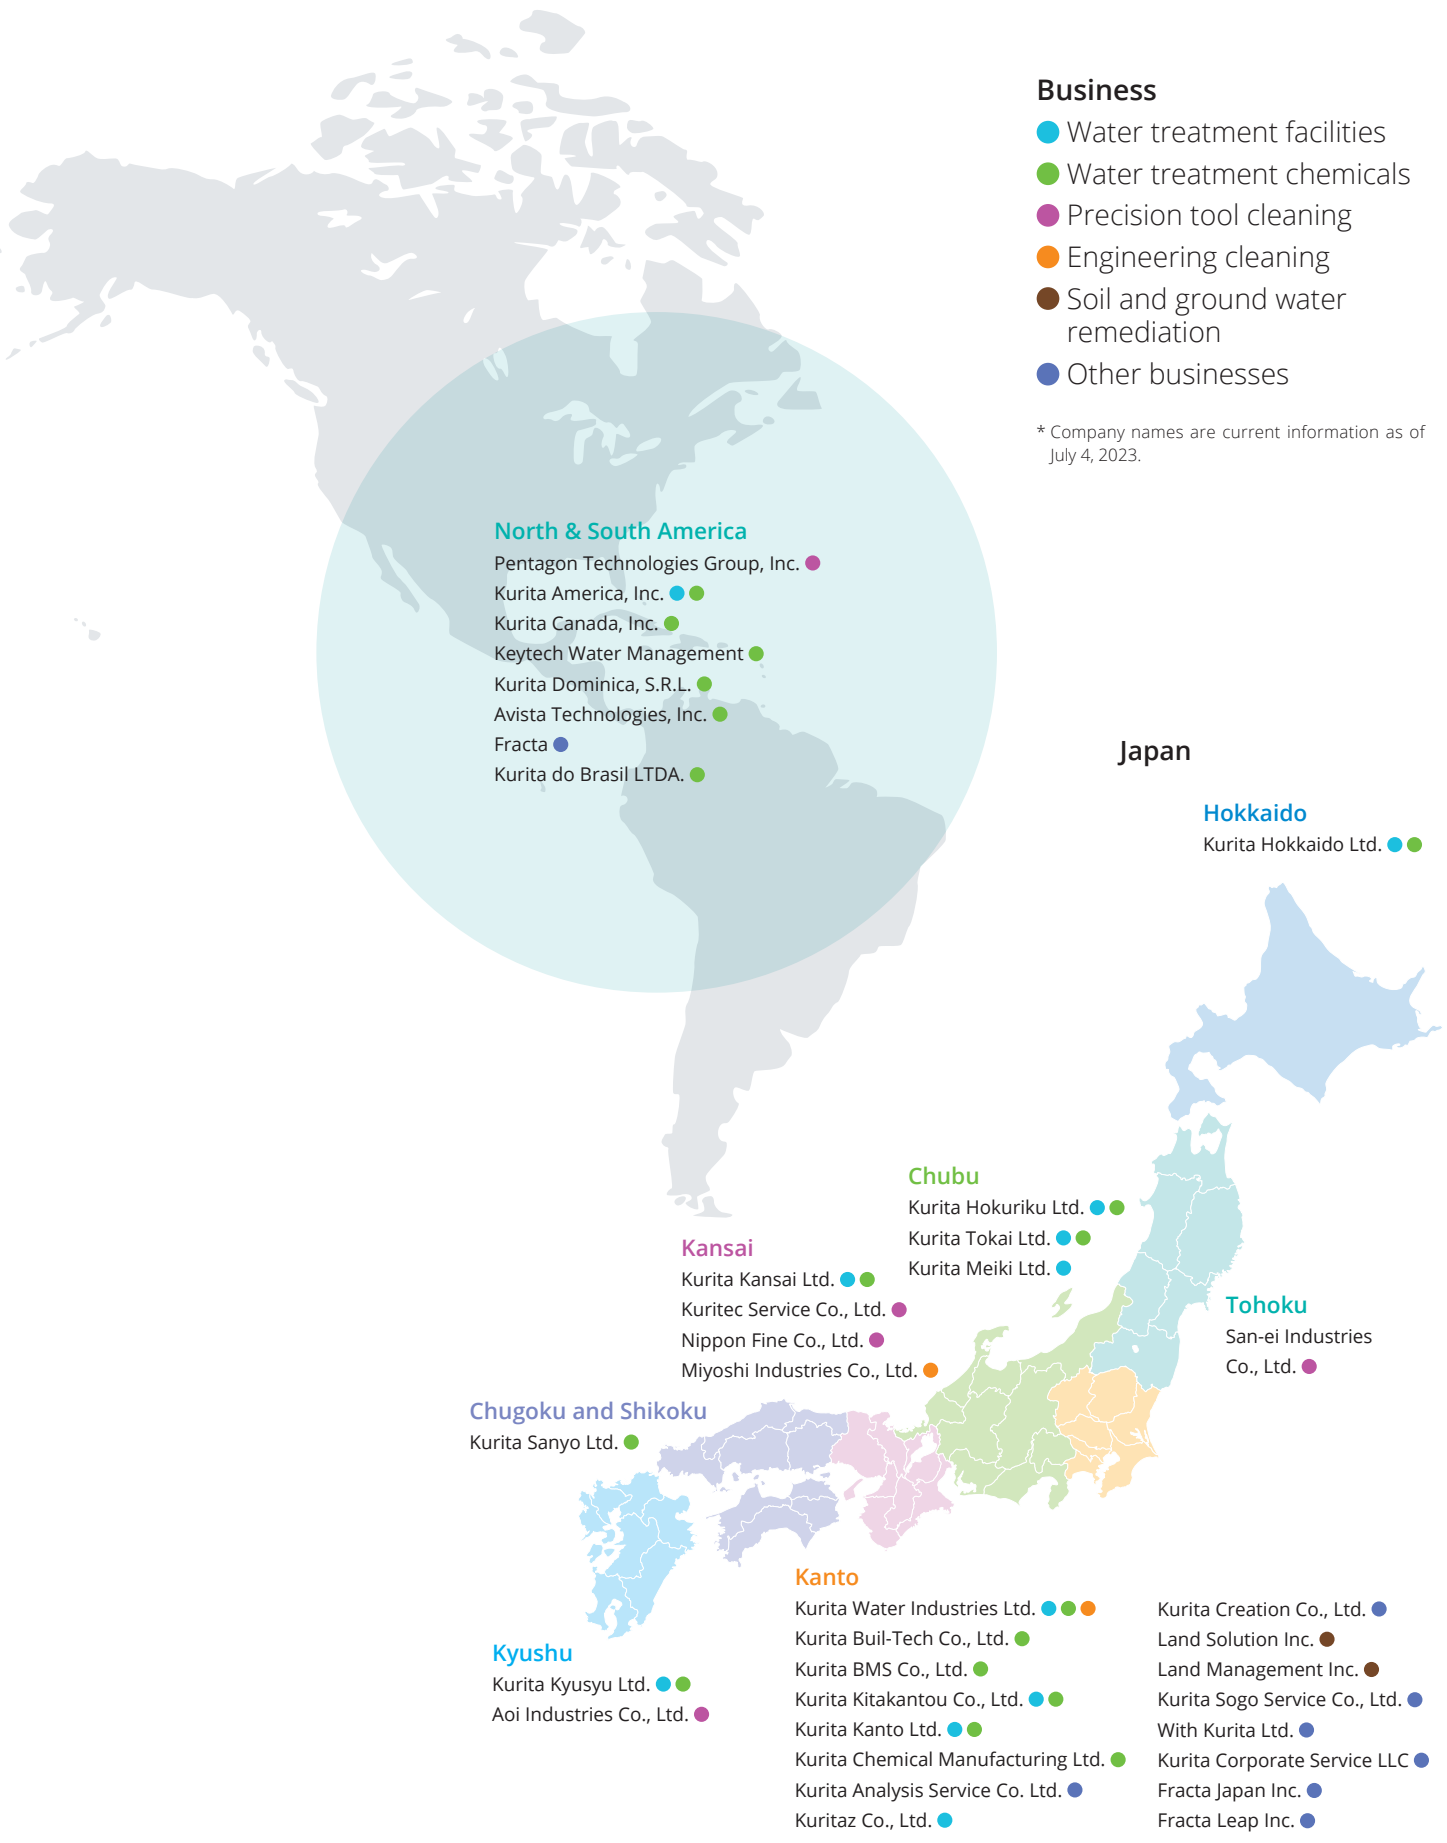 Business
Water treatment facilities
Water treatment chemicals
Precision tool cleaning
Engineering cleaning
Soil and ground water
remediation
Other businesses
* Company names are current information as of
July 4, 2023.
North & South America
Pentagon Technologies Group, Inc.
Kurita America, Inc.
Kurita Canada, Inc.
Keytech Water Management
Kurita Dominica, S.R.L.
Avista Technologies, Inc.
Fracta
Kurita do Brasil LTDA.
Japan
Hokkaido
Kurita Hokkaido Ltd.
Chubu
Kurita Hokuriku Ltd.
Kurita Tokai Ltd.
Kurita Meiki Ltd.
Kansai
Kurita Kansai Ltd.
Kuritec Service Co., Ltd.
Nippon Fine Co., Ltd.
Miyoshi Industries Co., Ltd.
Tohoku
San-ei Industries
Co., Ltd.
Chugoku and Shikoku
Kurita Sanyo Ltd.
Kyushu
Kurita Kyusyu Ltd.
Aoi Industries Co., Ltd.
Kanto
Kurita Water Industries Ltd.
Kurita Buil-Tech Co., Ltd.
Kurita BMS Co., Ltd.
Kurita Kitakantou Co., Ltd.
Kurita Kanto Ltd.
Kurita Chemical Manufacturing Ltd.
Kurita Analysis Service Co. Ltd.
Kuritaz Co., Ltd.
Kurita Creation Co., Ltd.
Land Solution Inc.
Land Management Inc.
Kurita Sogo Service Co., Ltd.
With Kurita Ltd.
Kurita Corporate Service LLC
Fracta Japan Inc.
Fracta Leap Inc.